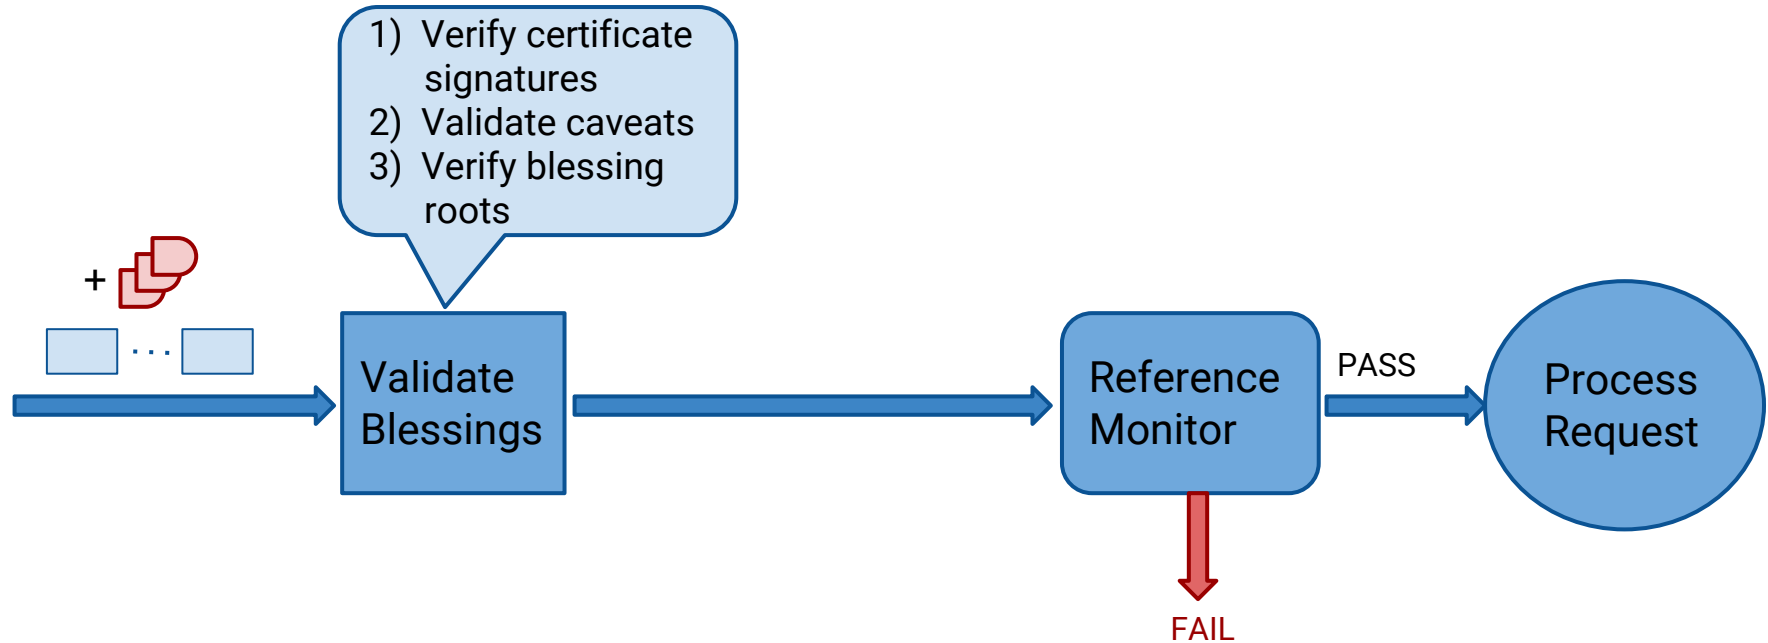 1) Verify certificate
signatures
2) Validate caveats
3) Verify blessing
roots
+
. . .
Validate
Blessings
Reference
Monitor
PASS
Process
Request
FAIL